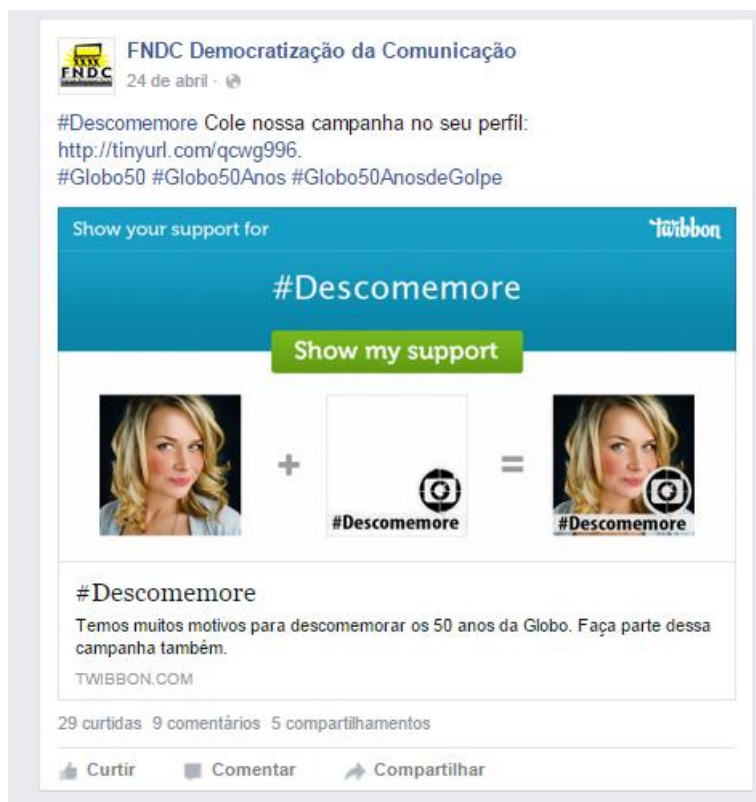 FNDC
FNDC Democratização da Comunicação
24 de abril ·
#Descomemore Cole nossa campanha no seu perfil:
http://tinyurl.com/qcwg996.
#Globo50 #Globo50Anos #Globo50AnosdeGolpe
Show your support for twibbon
#Descomemore
Show my support
+ =
#Descomemore #Descomemore
#Descomemore
Temos muitos motivos para descomemorar os 50 anos da Globo. Faça parte dessa
campanha também.
TWIBBON.COM
29 curtidas 9 comentários 5 compartilhamentos
Curtir Comentar Compartilhar